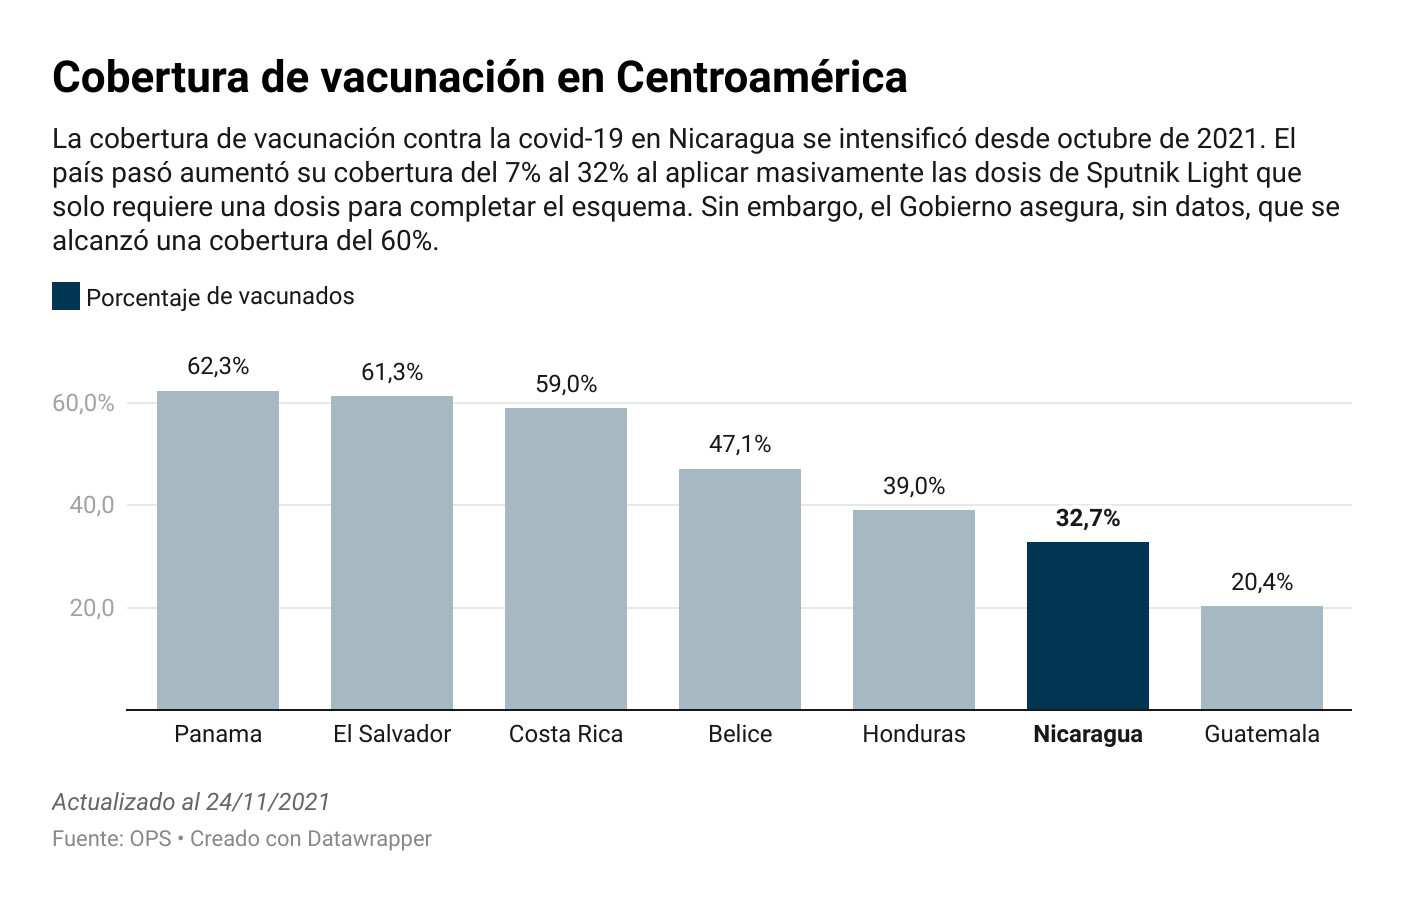 Cobertura de vacunación en Centroamérica
La cobertura de vacunación contra la covid-19 en Nicaragua se intensificó desde octubre de 2021. El
país pasó aumentó su cobertura del 7% al 32% al aplicar masivamente las dosis de Sputnik Light que
solo requiere una dosis para completar el esquema. Sin embargo, el Gobierno asegura, sin datos, que se
alcanzó una cobertura del 60%.
Porcentaje de vacunados
62,3%
61,3%
59,0%
47,1%
39,0%
32,7%
20,4%
60,0%
40,0
20,0
Panama
El Salvador
Costa Rica
Belice
Honduras
Nicaragua
Guatemala
Actualizado al 24/11/2021
Fuente: OPS • Creado con Datawrapper